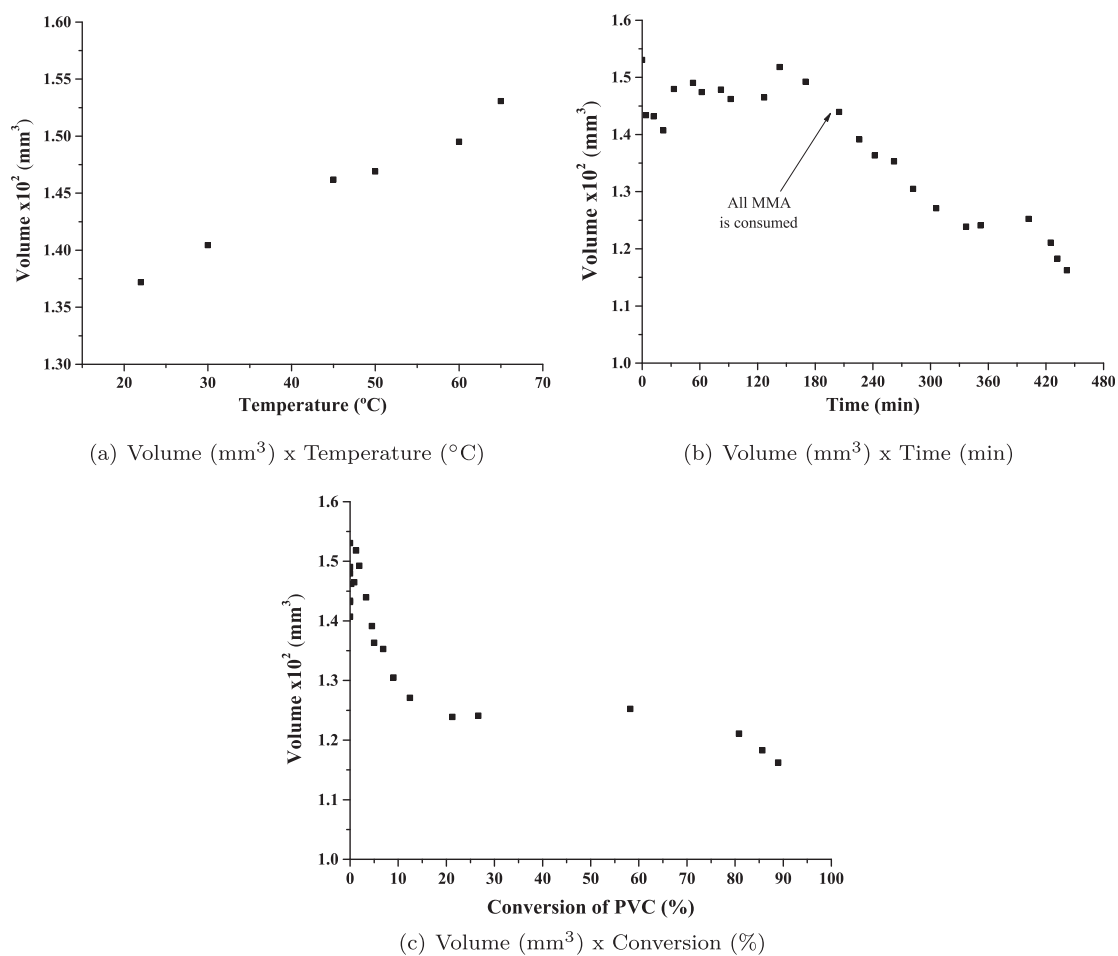 1.60
1.55
1.50
1.45
1.40
1.35
1.30
Volume x10² (mm³)
20 30 40 50 60 70
Temperature (ºC)
(a) Volume (mm³) x Temperature (°C)
1.6
1.5
1.4
1.3
1.2
1.1
1.0
Volume x10² (mm³)
All MMA
is consumed
0 60 120 180 240 300 360 420 480
Time (min)
(b) Volume (mm³) x Time (min)
1.6
1.5
1.4
1.3
1.2
1.1
1.0
Volume x10² (mm³)
0 10 20 30 40 50 60 70 80 90 100
Conversion of PVC (%)
(c) Volume (mm³) x Conversion (%)